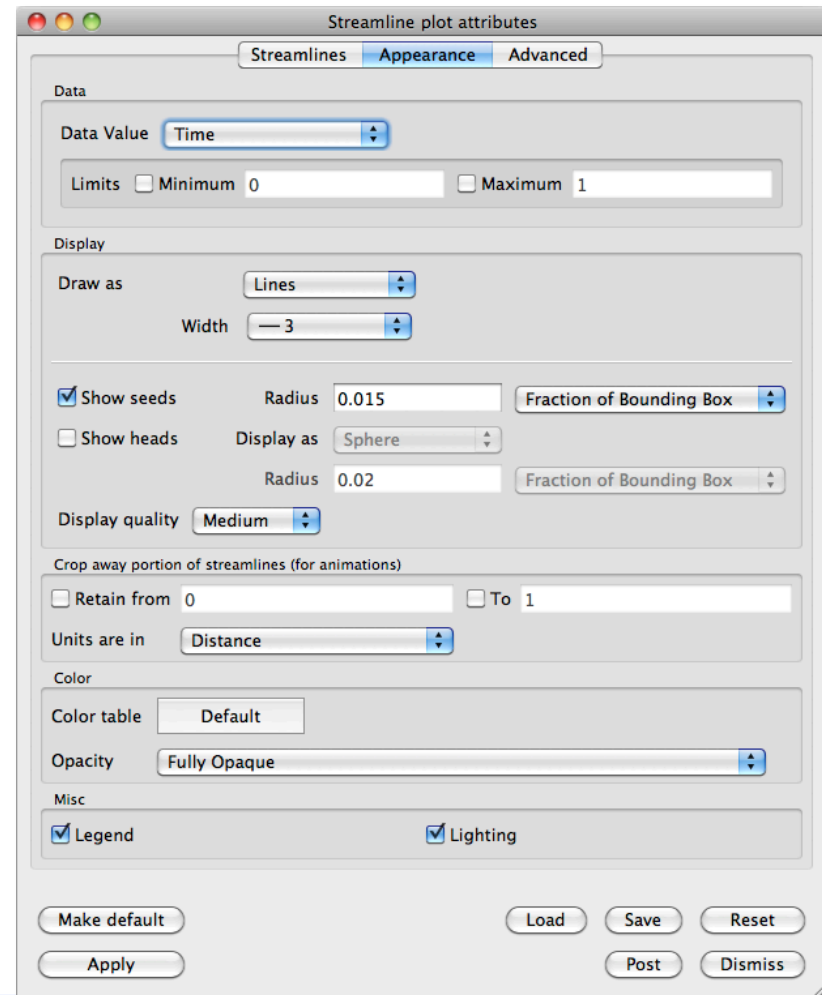 Streamline plot attributes
Streamlines Appearance Advanced
Data
Data Value Time
Limits Minimum 0 Maximum 1
Display
Draw as Lines
Width 3
Show seeds Radius 0.015 Fraction of Bounding Box
Show heads Display as Sphere
Radius 0.02 Fraction of Bounding Box
Display quality Medium
Crop away portion of streamlines (for animations)
Retain from 0 To 1
Units are in Distance
Color
Color table Default
Opacity Fully Opaque
Misc
Legend Lighting
Make default Load Save Reset
Apply Post Dismiss